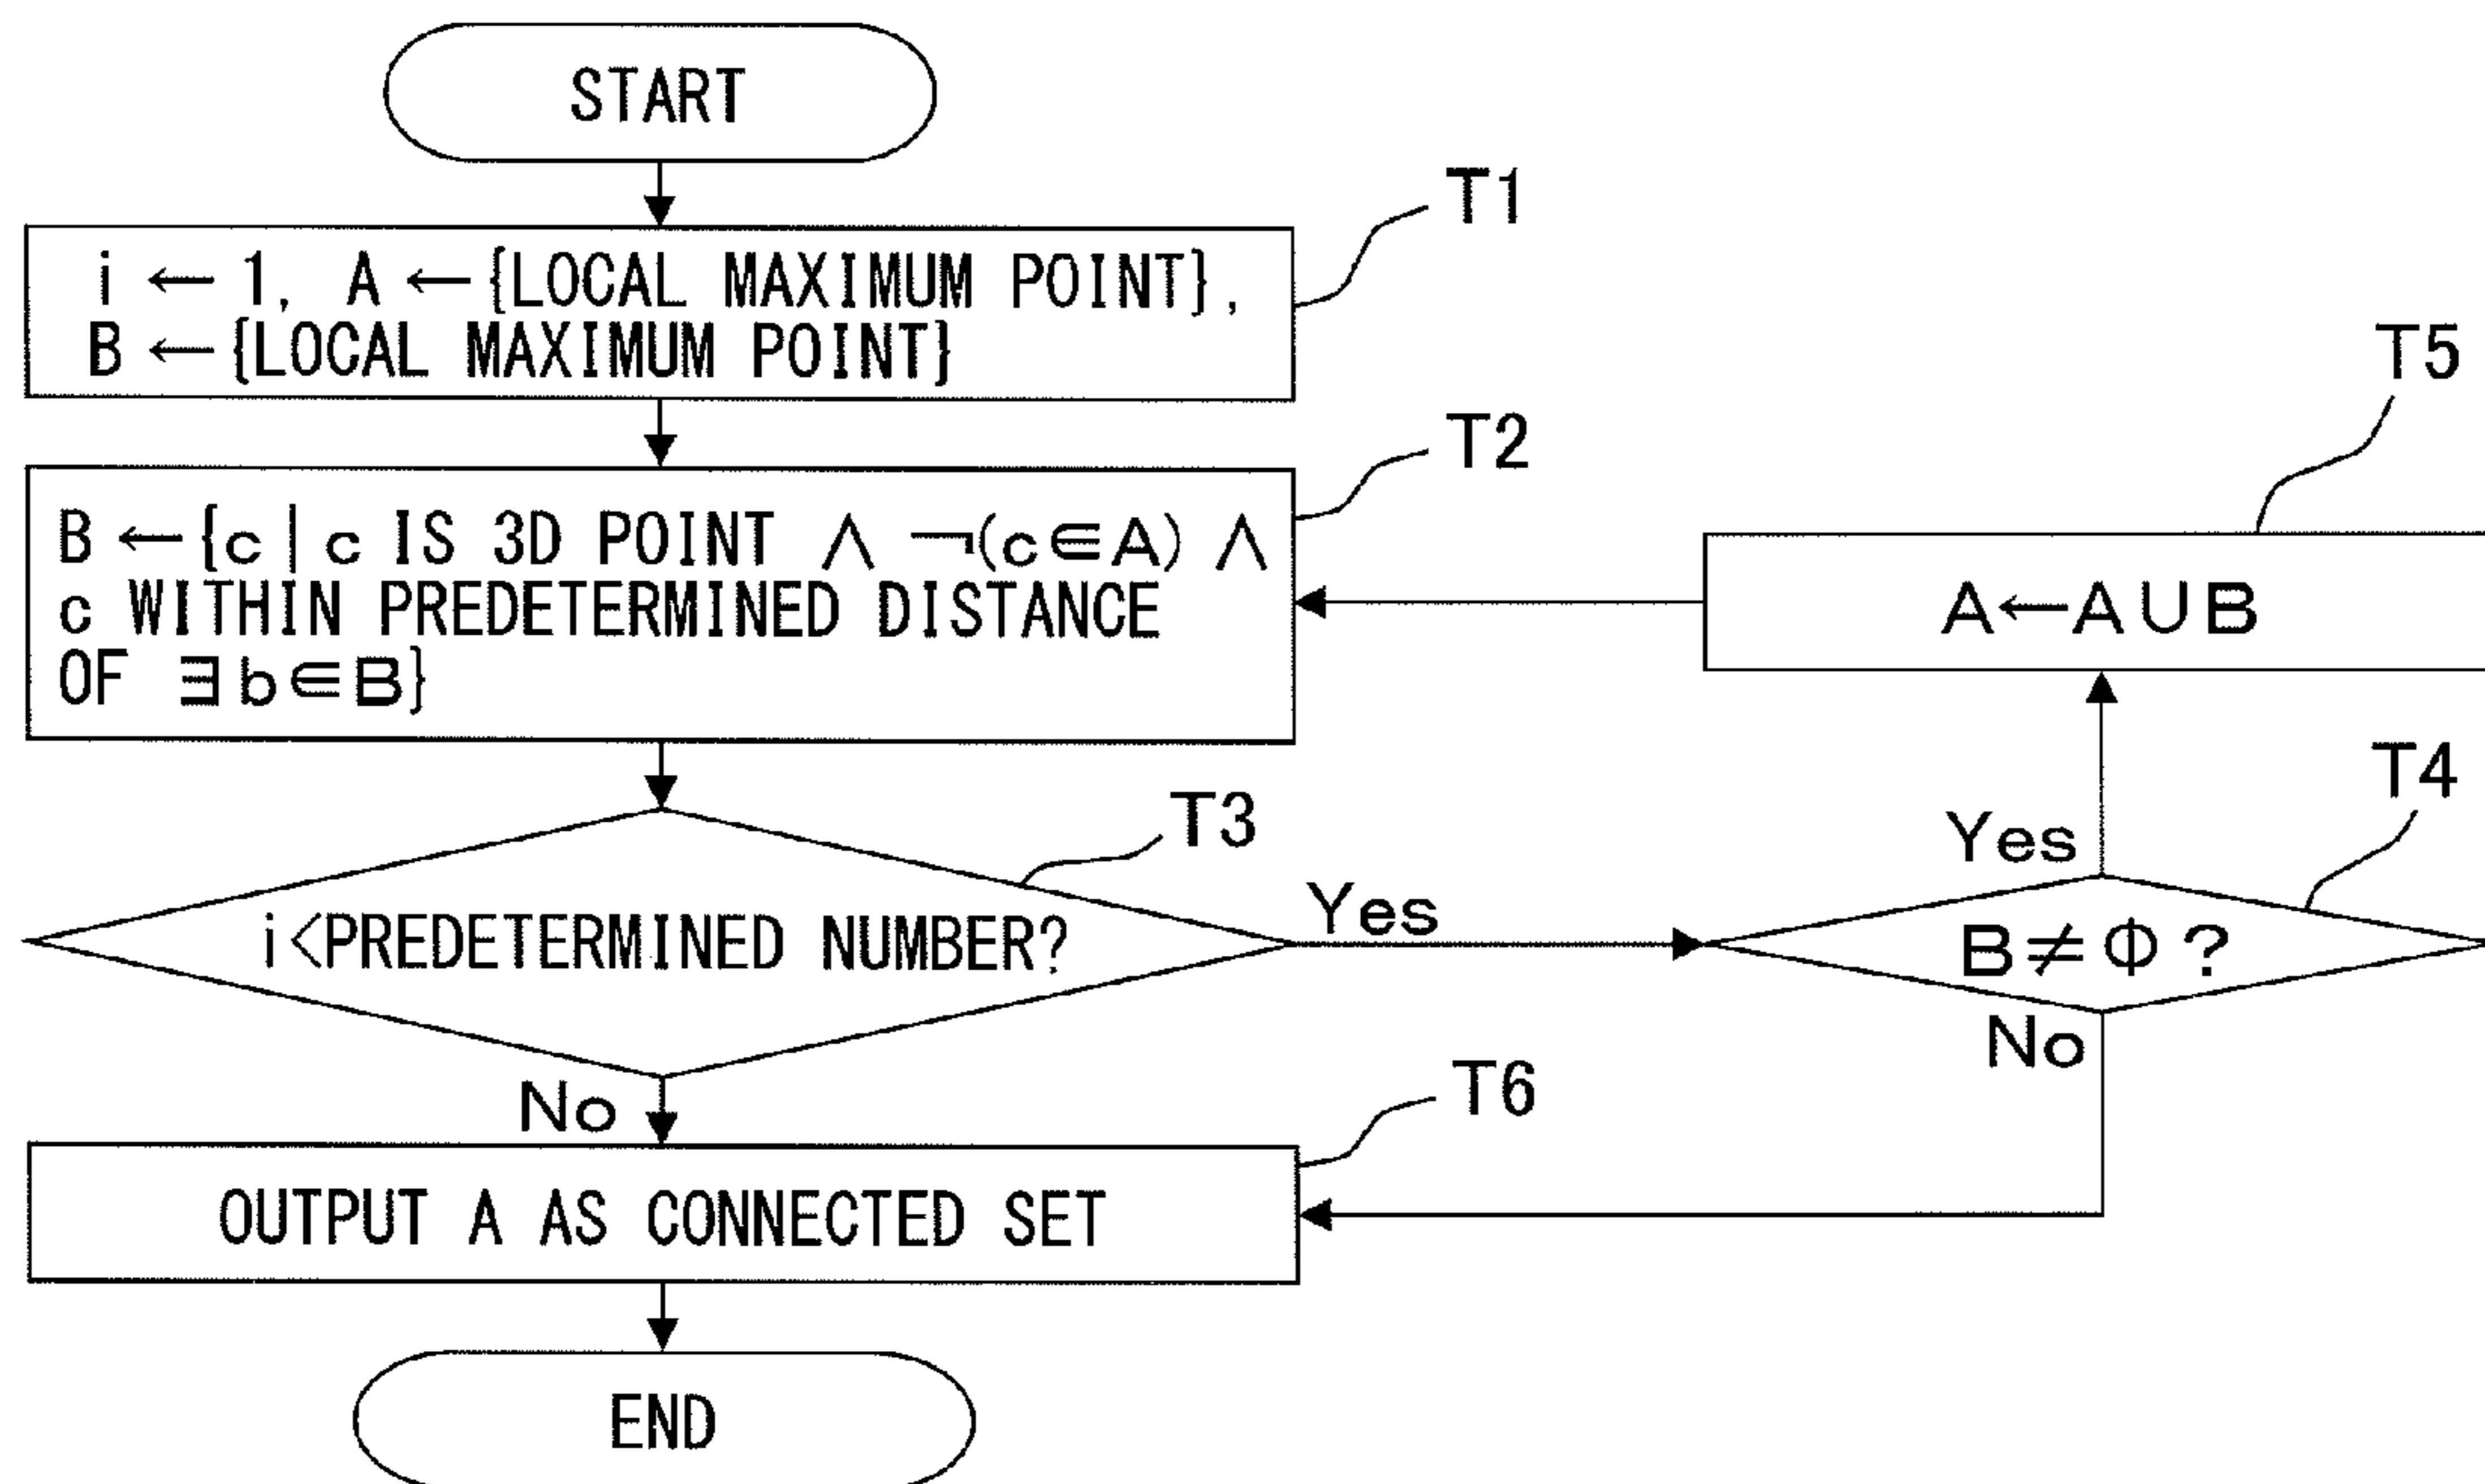 START
T1
i ← 1, A ← {LOCAL MAXIMUM POINT},
B ← {LOCAL MAXIMUM POINT}
T2
B ← {c | c IS 3D POINT ∧ ¬(c∈A) ∧
c WITHIN PREDETERMINED DISTANCE
OF ∃b∈B}
T5
A←A∪B
T3
i<PREDETERMINED NUMBER?
Yes
T4
Yes
B≠Φ?
No
No
T6
OUTPUT A AS CONNECTED SET
END